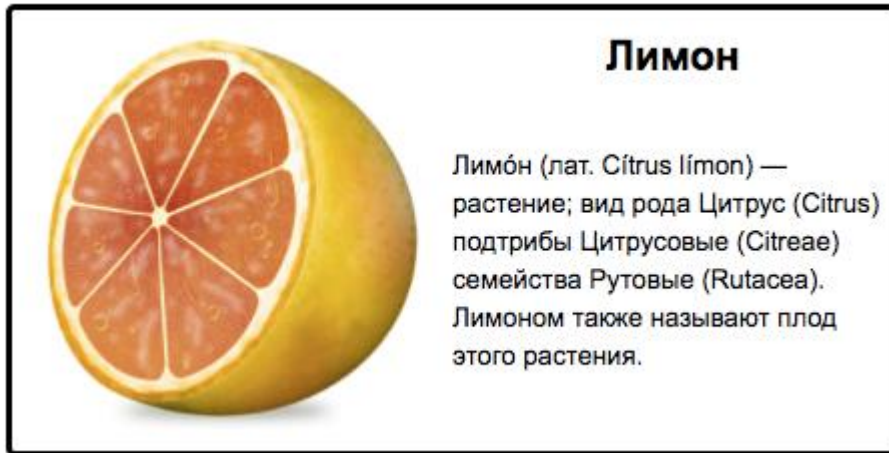 Лимон
Лимо́н (лат. Cítrus límon) —
растение; вид рода Цитрус (Citrus)
подтрибы Цитрусовые (Citreae)
семейства Рутовые (Rutacea).
Лимоном также называют плод
этого растения.